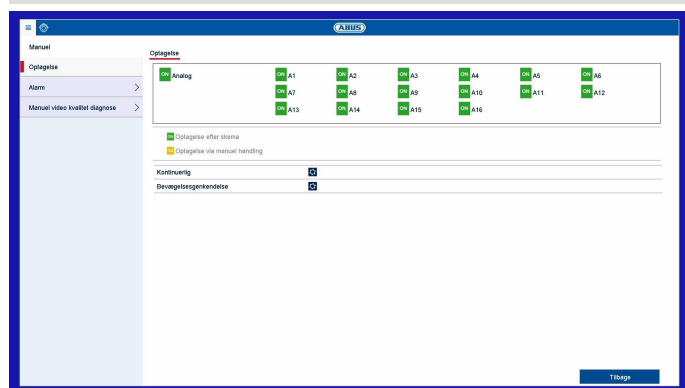 ABUS
Manuel
Optagelse
Optagelse
Alarm
Manuel video kvalitet diagnose
ON Analog ON A1 ON A2 ON A3 ON A4 ON A5 ON A6
ON A7 ON A8 ON A9 ON A10 ON A11 ON A12
ON A13 ON A14 ON A15 ON A16
ON Optagelse efter skema
ON Optagelse via manuel handling
Kontinuerlig
Bevægelsesgenkendelse
Tilbage